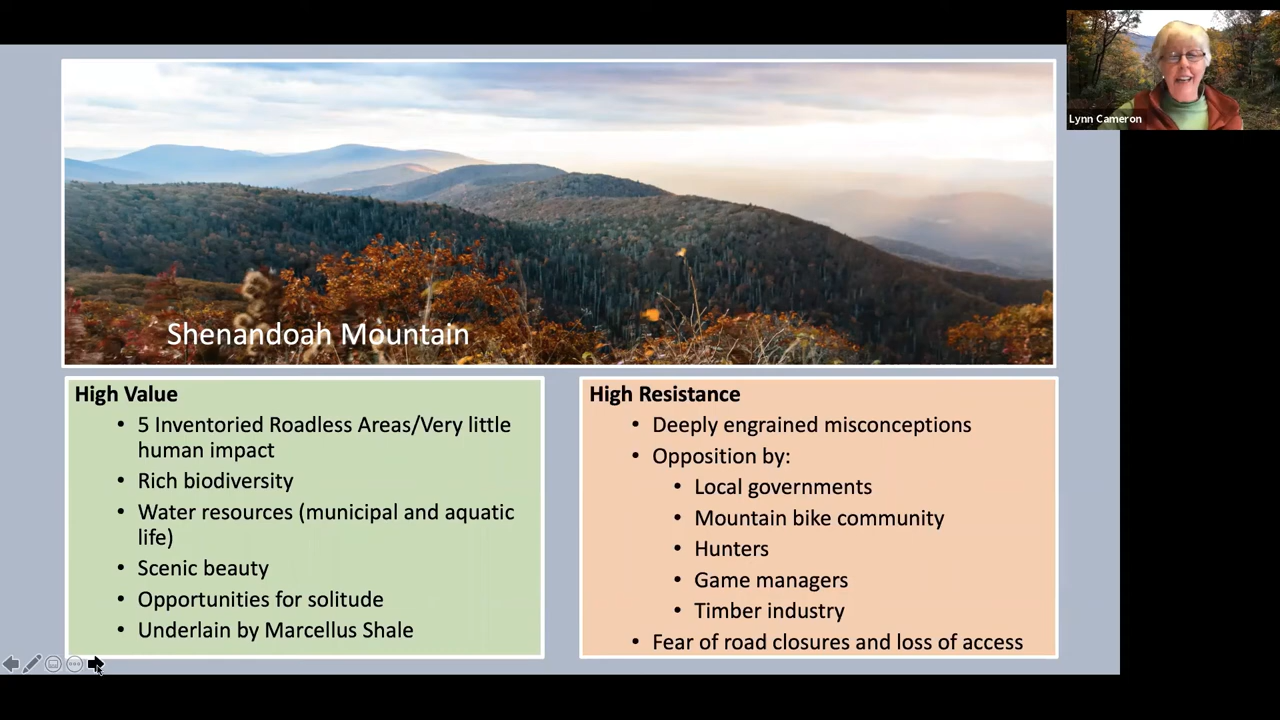 Lynn Cameron
Shenandoah Mountain
High Value
• 5 Inventoried Roadless Areas/Very little
human impact
• Rich biodiversity
• Water resources (municipal and aquatic
life)
• Scenic beauty
• Opportunities for solitude
• Underlain by Marcellus Shale
High Resistance
• Deeply engrained misconceptions
• Opposition by:
• Local governments
• Mountain bike community
• Hunters
• Game managers
• Timber industry
• Fear of road closures and loss of access